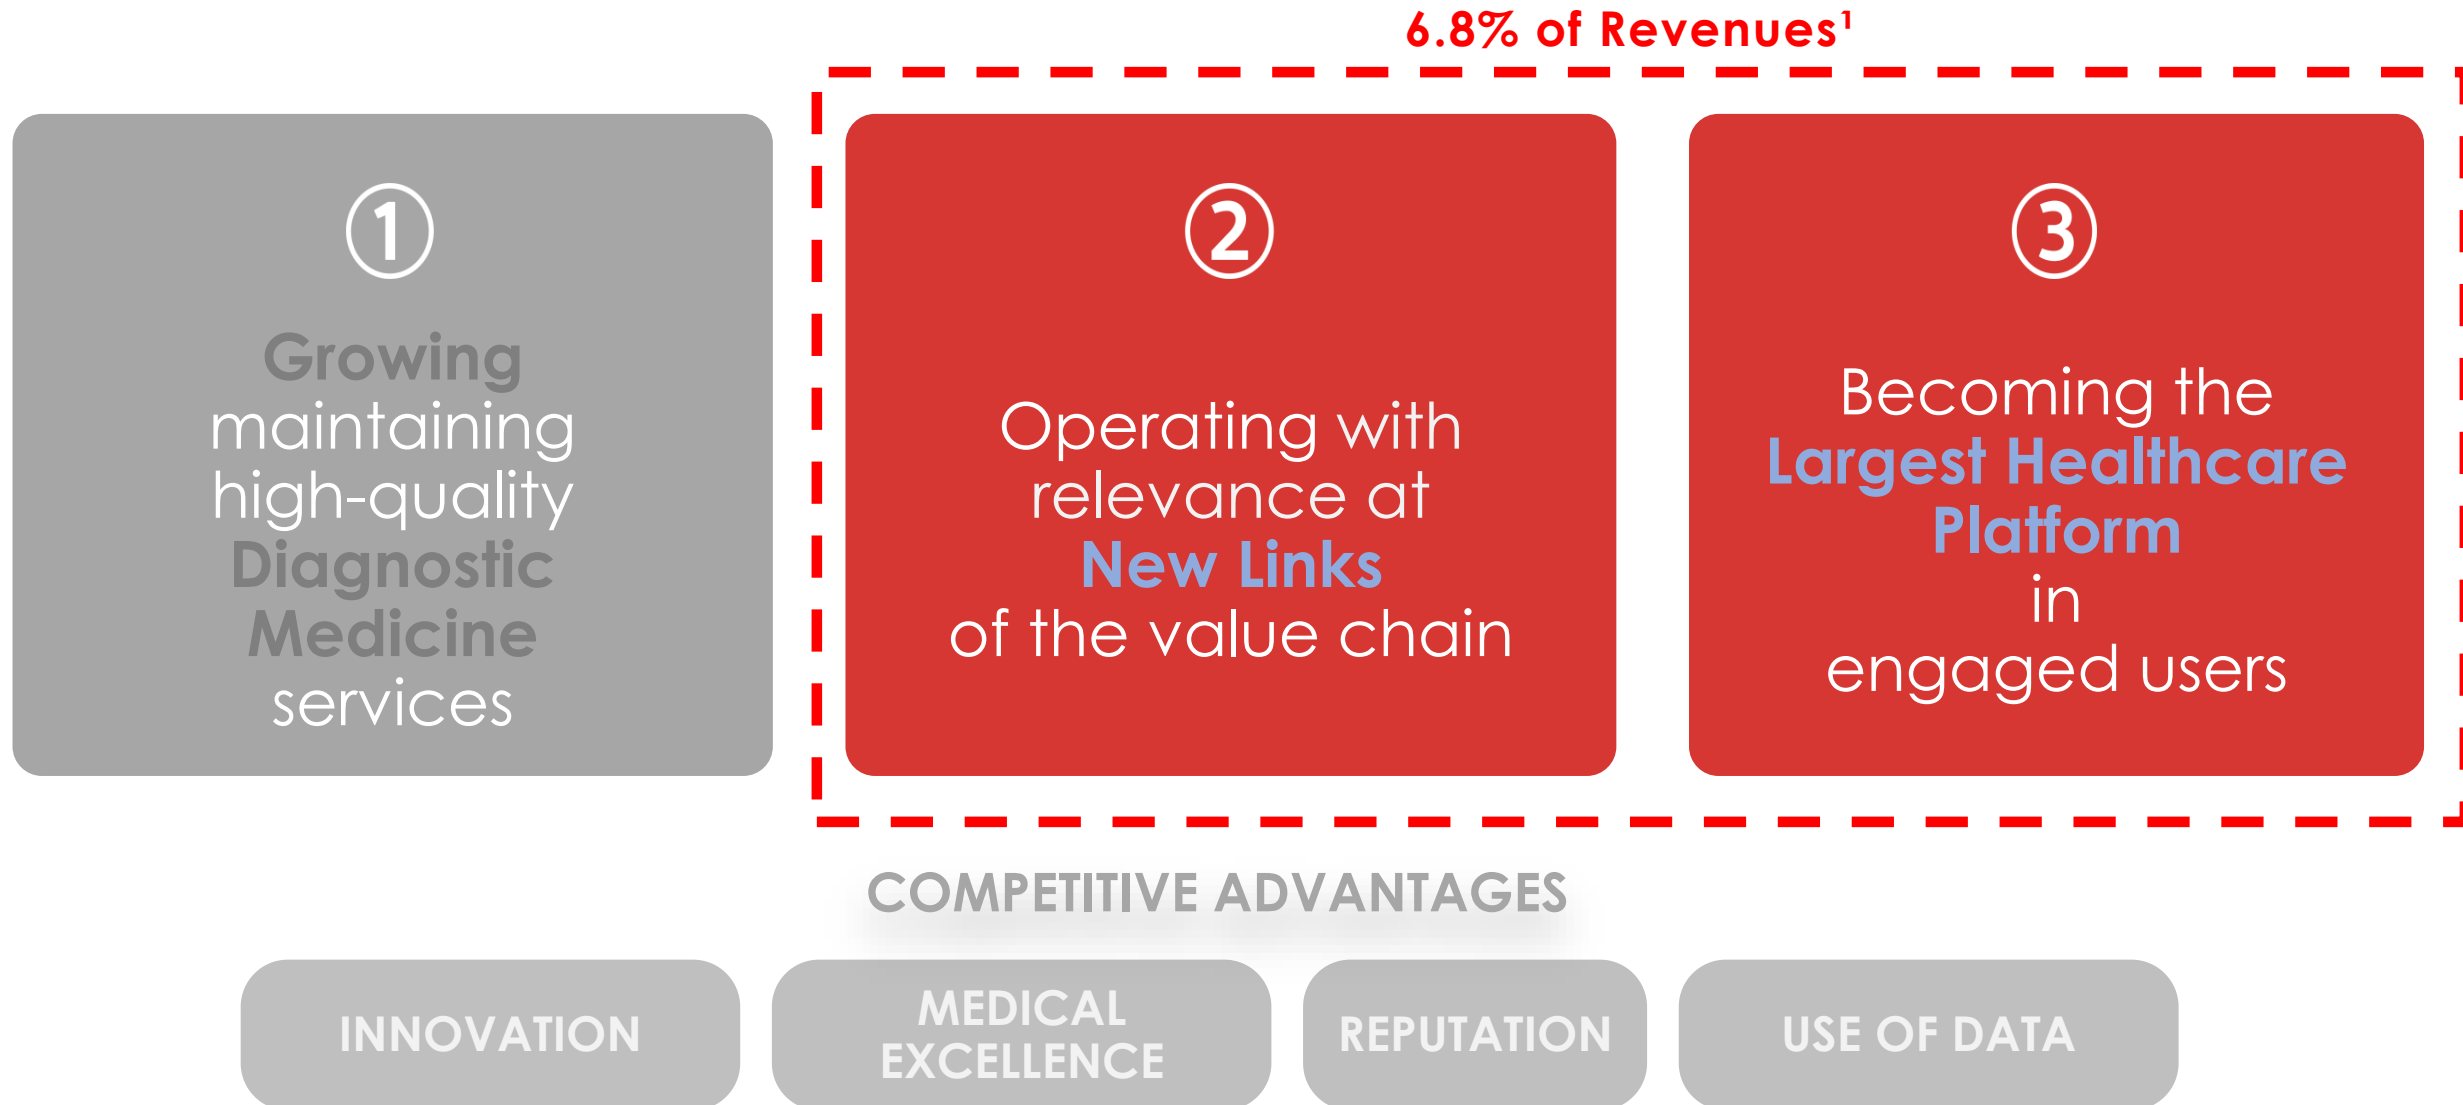 6.8% of Revenues¹
①
Growing
maintaining
high-quality
Diagnostic
Medicine
services
②
Operating with
relevance at
New Links
of the value chain
③
Becoming the
Largest Healthcare
Platform
in
engaged users
COMPETITIVE ADVANTAGES
INNOVATION
MEDICAL
EXCELLENCE
REPUTATION
USE OF DATA